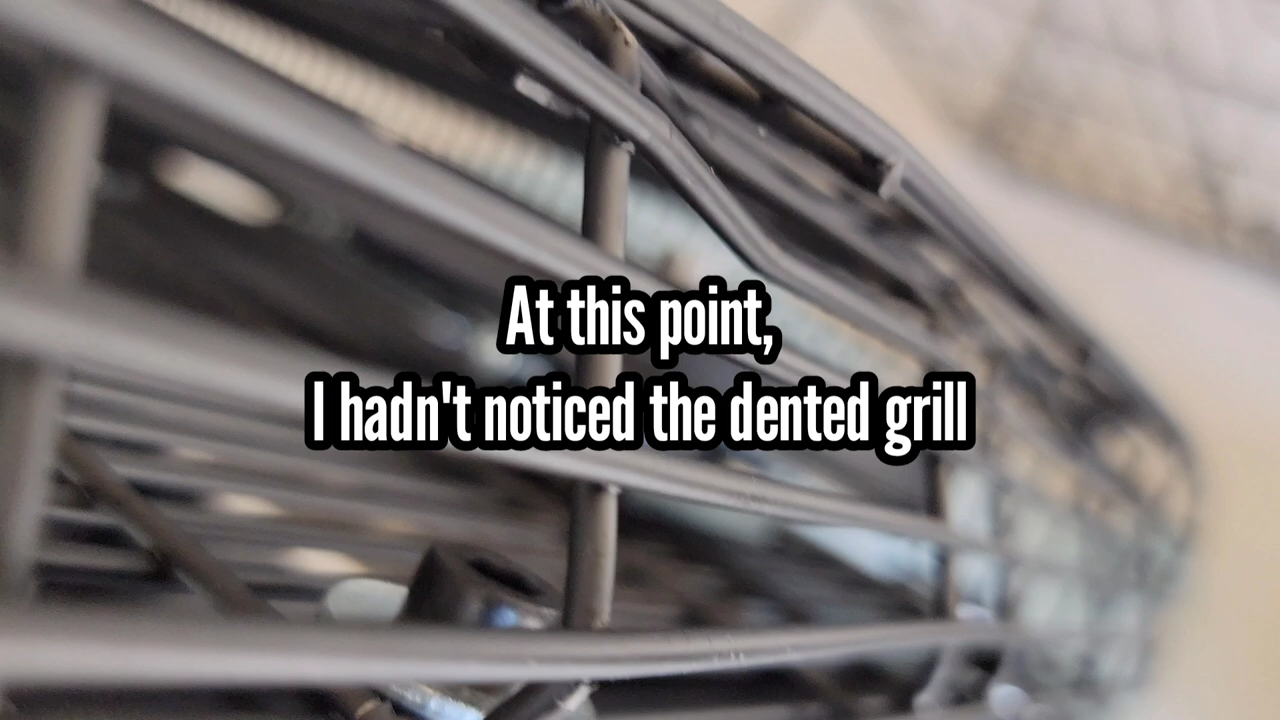 At this point,
I hadn't noticed the dented grill